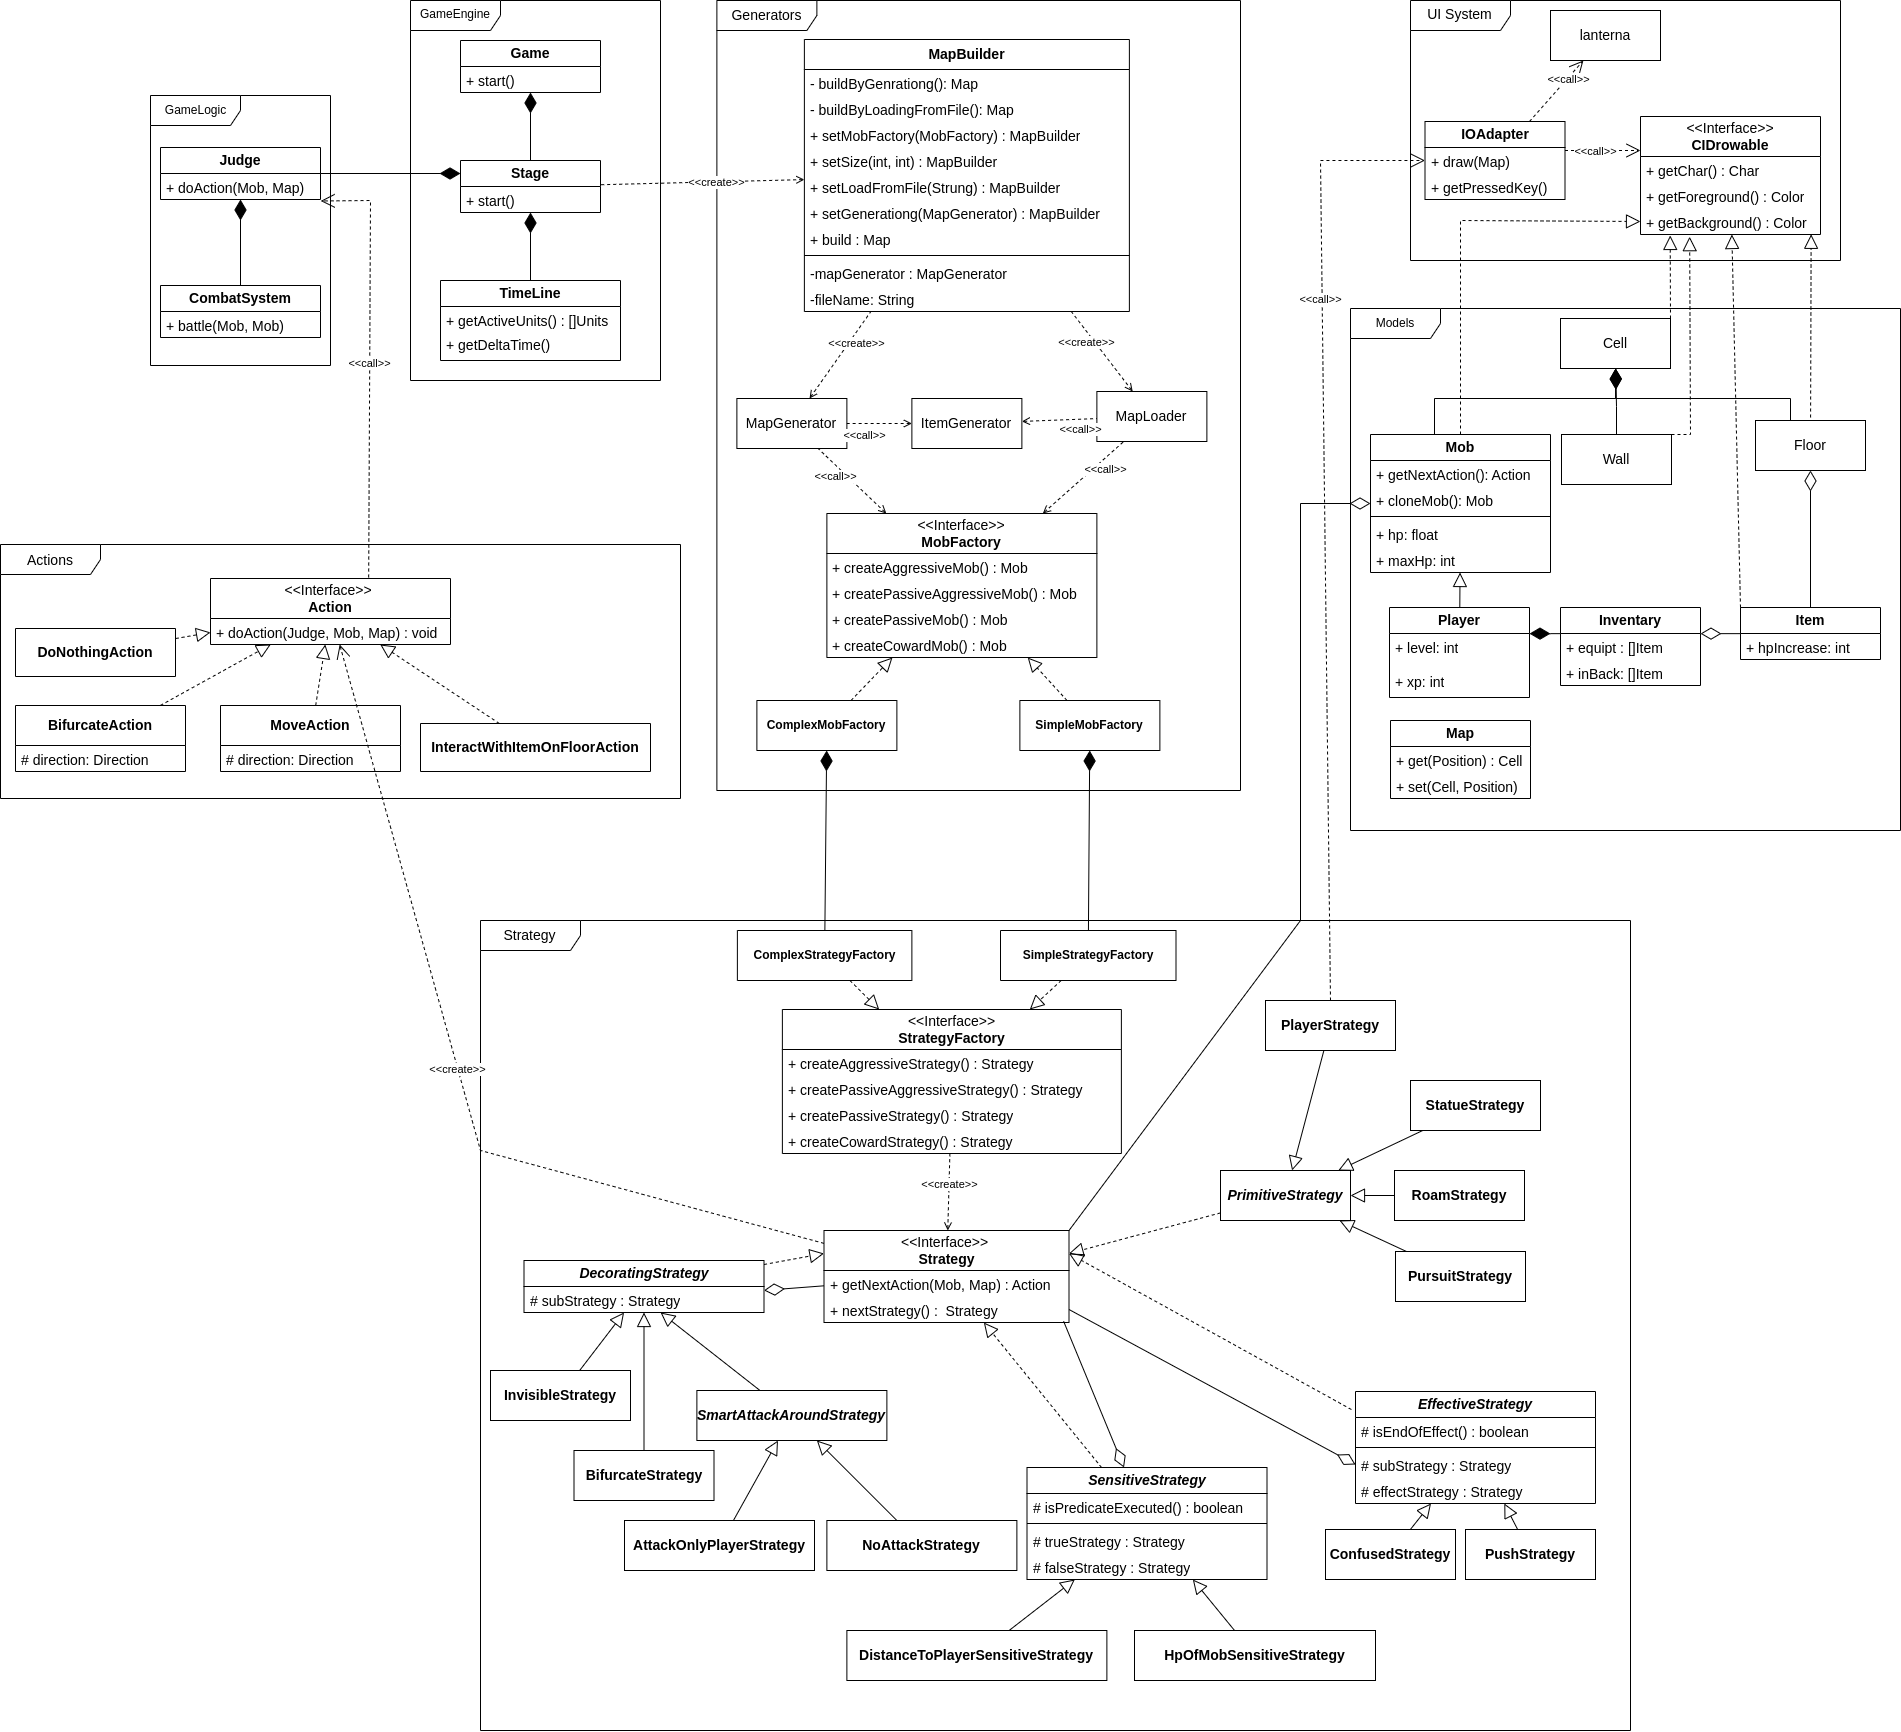 GameEngine
Game
+ start()
Stage
+ start()
TimeLine
+ getActiveUnits() : []Units
+ getDeltaTime()
GameLogic
Judge
+ doAction(Mob, Map)
CombatSystem
+ battle(Mob, Mob)
<<call>>
<<create>>
Generators
MapBuilder
- buildByGenrationg(): Map
- buildByLoadingFromFile(): Map
+ setMobFactory(MobFactory) : MapBuilder
+ setSize(int, int) : MapBuilder
+ setLoadFromFile(Strung) : MapBuilder
+ setGenerationg(MapGenerator) : MapBuilder
+ build : Map
-mapGenerator : MapGenerator
-fileName: String
<<create>>
<<create>>
MapGenerator
ItemGenerator
MapLoader
<<call>>
<<call>>
<<call>>
<<call>>
<<Interface>>
MobFactory
+ createAggressiveMob() : Mob
+ createPassiveAggressiveMob() : Mob
+ createPassiveMob() : Mob
+ createCowardMob() : Mob
ComplexMobFactory
SimpleMobFactory
UI System
lanterna
<<call>>
IOAdapter
+ draw(Map)
+ getPressedKey()
<<call>>
<<Interface>>
CIDrowable
+ getChar() : Char
+ getForeground() : Color
+ getBackground() : Color
<<call>>
Models
Cell
Mob
+ getNextAction(): Action
+ cloneMob(): Mob
+ hp: float
+ maxHp: int
Wall
Floor
Player
+ level: int
+ xp: int
Inventary
+ equipt : []Item
+ inBack: []Item
Item
+ hpIncrease: int
Map
+ get(Position) : Cell
+ set(Cell, Position)
Actions
<<Interface>>
Action
+ doAction(Judge, Mob, Map) : void
DoNothingAction
BifurcateAction
# direction: Direction
MoveAction
# direction: Direction
InteractWithItemOnFloorAction
<<create>>
Strategy
ComplexStrategyFactory
SimpleStrategyFactory
<<Interface>>
StrategyFactory
+ createAggressiveStrategy() : Strategy
+ createPassiveAggressiveStrategy() : Strategy
+ createPassiveStrategy() : Strategy
+ createCowardStrategy() : Strategy
<<create>>
PlayerStrategy
StatueStrategy
PrimitiveStrategy
RoamStrategy
PursuitStrategy
<<Interface>>
Strategy
+ getNextAction(Mob, Map) : Action
+ nextStrategy() :  Strategy
DecoratingStrategy
# subStrategy : Strategy
InvisibleStrategy
SmartAttackAroundStrategy
BifurcateStrategy
AttackOnlyPlayerStrategy
NoAttackStrategy
EffectiveStrategy
# isEndOfEffect() : boolean
# subStrategy : Strategy
# effectStrategy : Strategy
ConfusedStrategy
PushStrategy
SensitiveStrategy
# isPredicateExecuted() : boolean
# trueStrategy : Strategy
# falseStrategy : Strategy
DistanceToPlayerSensitiveStrategy
HpOfMobSensitiveStrategy